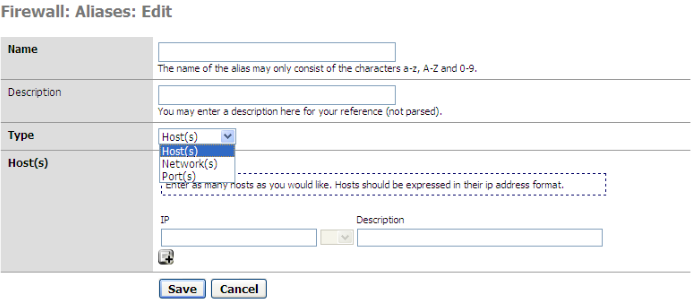 Firewall: Aliases: Edit
Name
The name of the alias may only consist of the characters a-z, A-Z and 0-9.
Description
You may enter a description here for your reference (not parsed).
Type
Host(s)
Host(s)
Network(s)
Port(s)
Host(s)
Enter as many hosts as you would like. Hosts should be expressed in their ip address format.
IP Description
Save Cancel